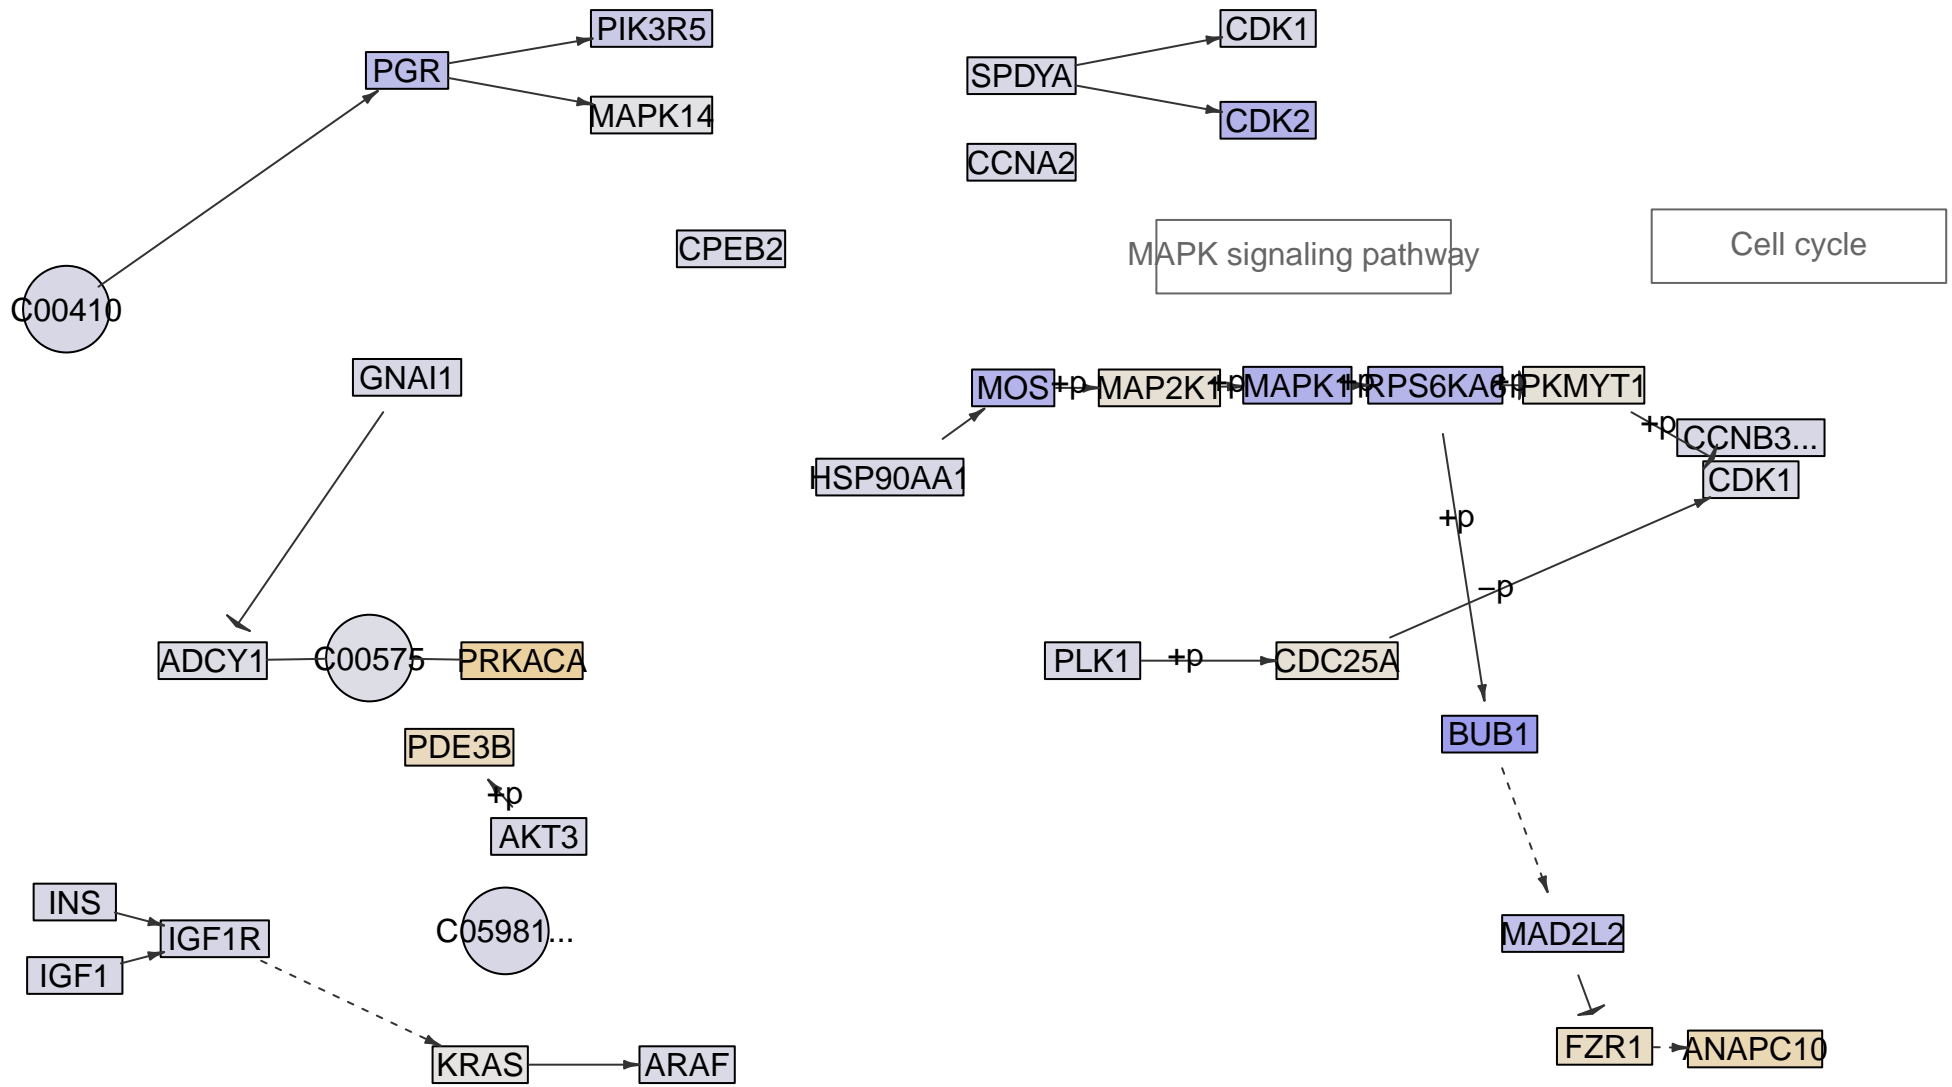 PIK3R5
CDK1
PGR
SPDYA
MAPK14
CDK2
CCNA2
CPEB2
MAPK signaling pathway
Cell cycle
C00410
GNAI1
MOS
+p
MAP2K1
+p
MAPK1
+p
RPS6KA6
+p
PKMYT1
+p
CCNB3...
HSP90AA1
CDK1
+p
−p
ADCY1
C00575
PRKACA
PLK1
+p
CDC25A
BUB1
PDE3B
+p
AKT3
INS
C05981...
MAD2L2
IGF1R
IGF1
FZR1
ANAPC10
KRAS
ARAF